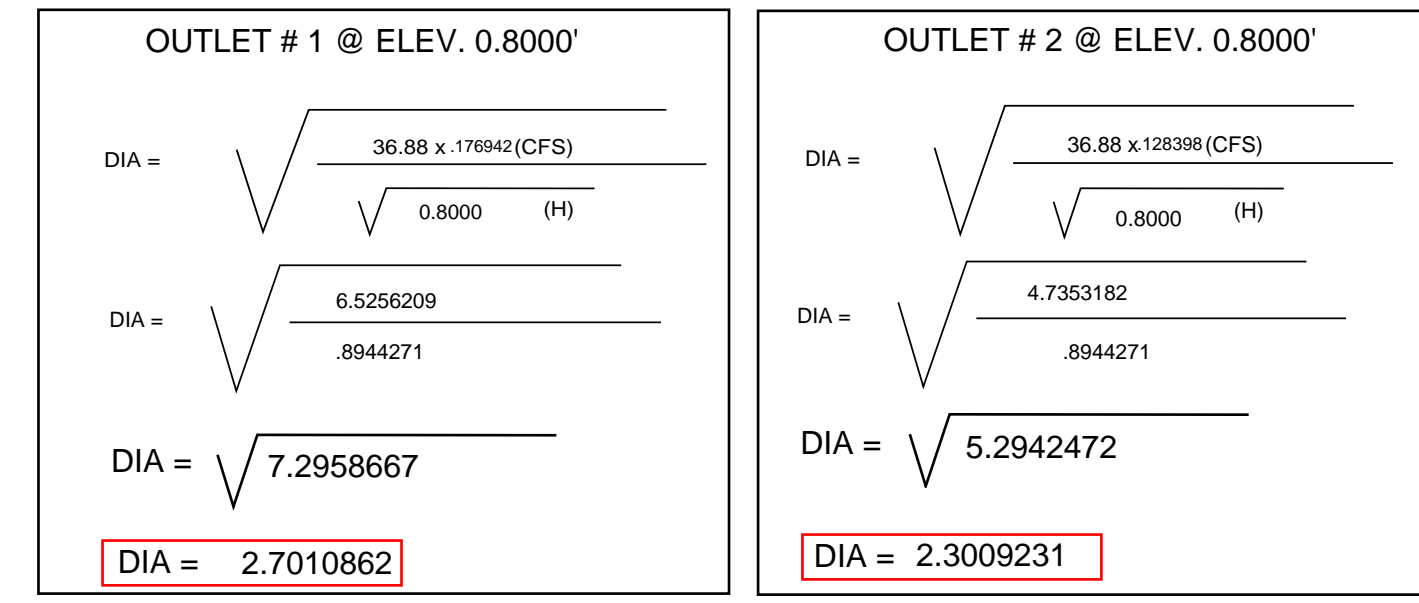 OUTLET # 1 @ ELEV. 0.8000'
DIA =
36.88 x .176942 (CFS)
0.8000 (H)
DIA =
6.5256209
.8944271
DIA = √7.2958667
DIA = 2.7010862
OUTLET # 2 @ ELEV. 0.8000'
DIA =
36.88 x.128398 (CFS)
0.8000 (H)
DIA =
4.7353182
.8944271
DIA = √5.2942472
DIA = 2.3009231